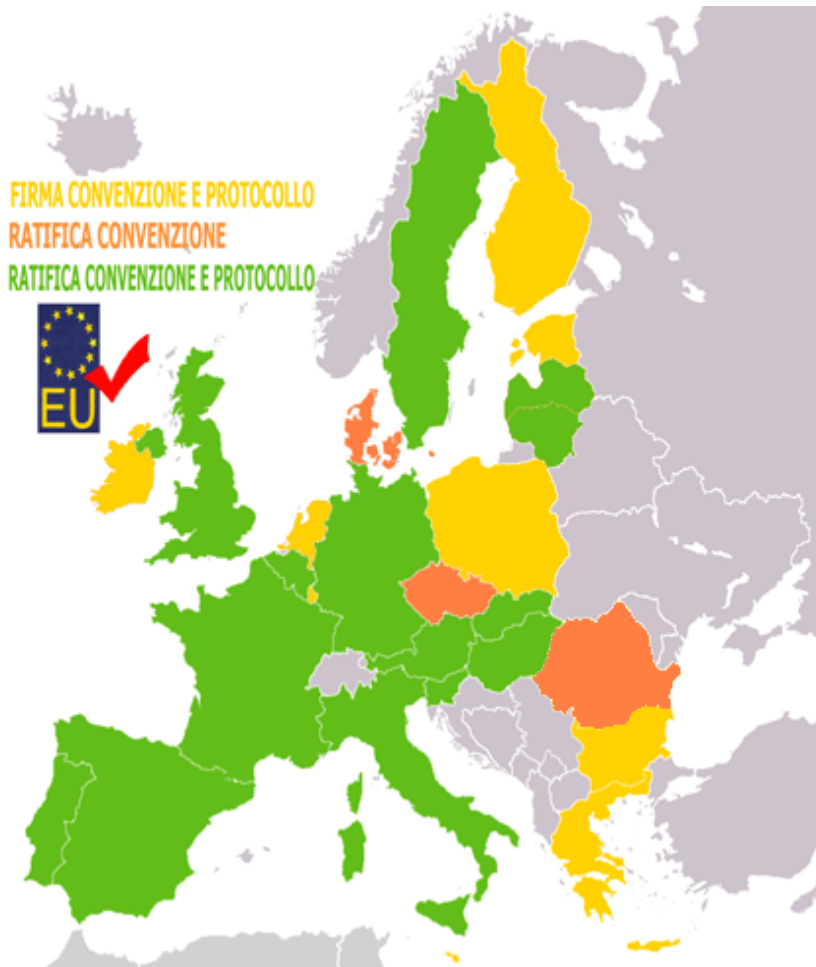 FIRMA CONVENZIONE E PROTOCOLLO
RATIFICA CONVENZIONE
RATIFICA CONVENZIONE E PROTOCOLLO
EU